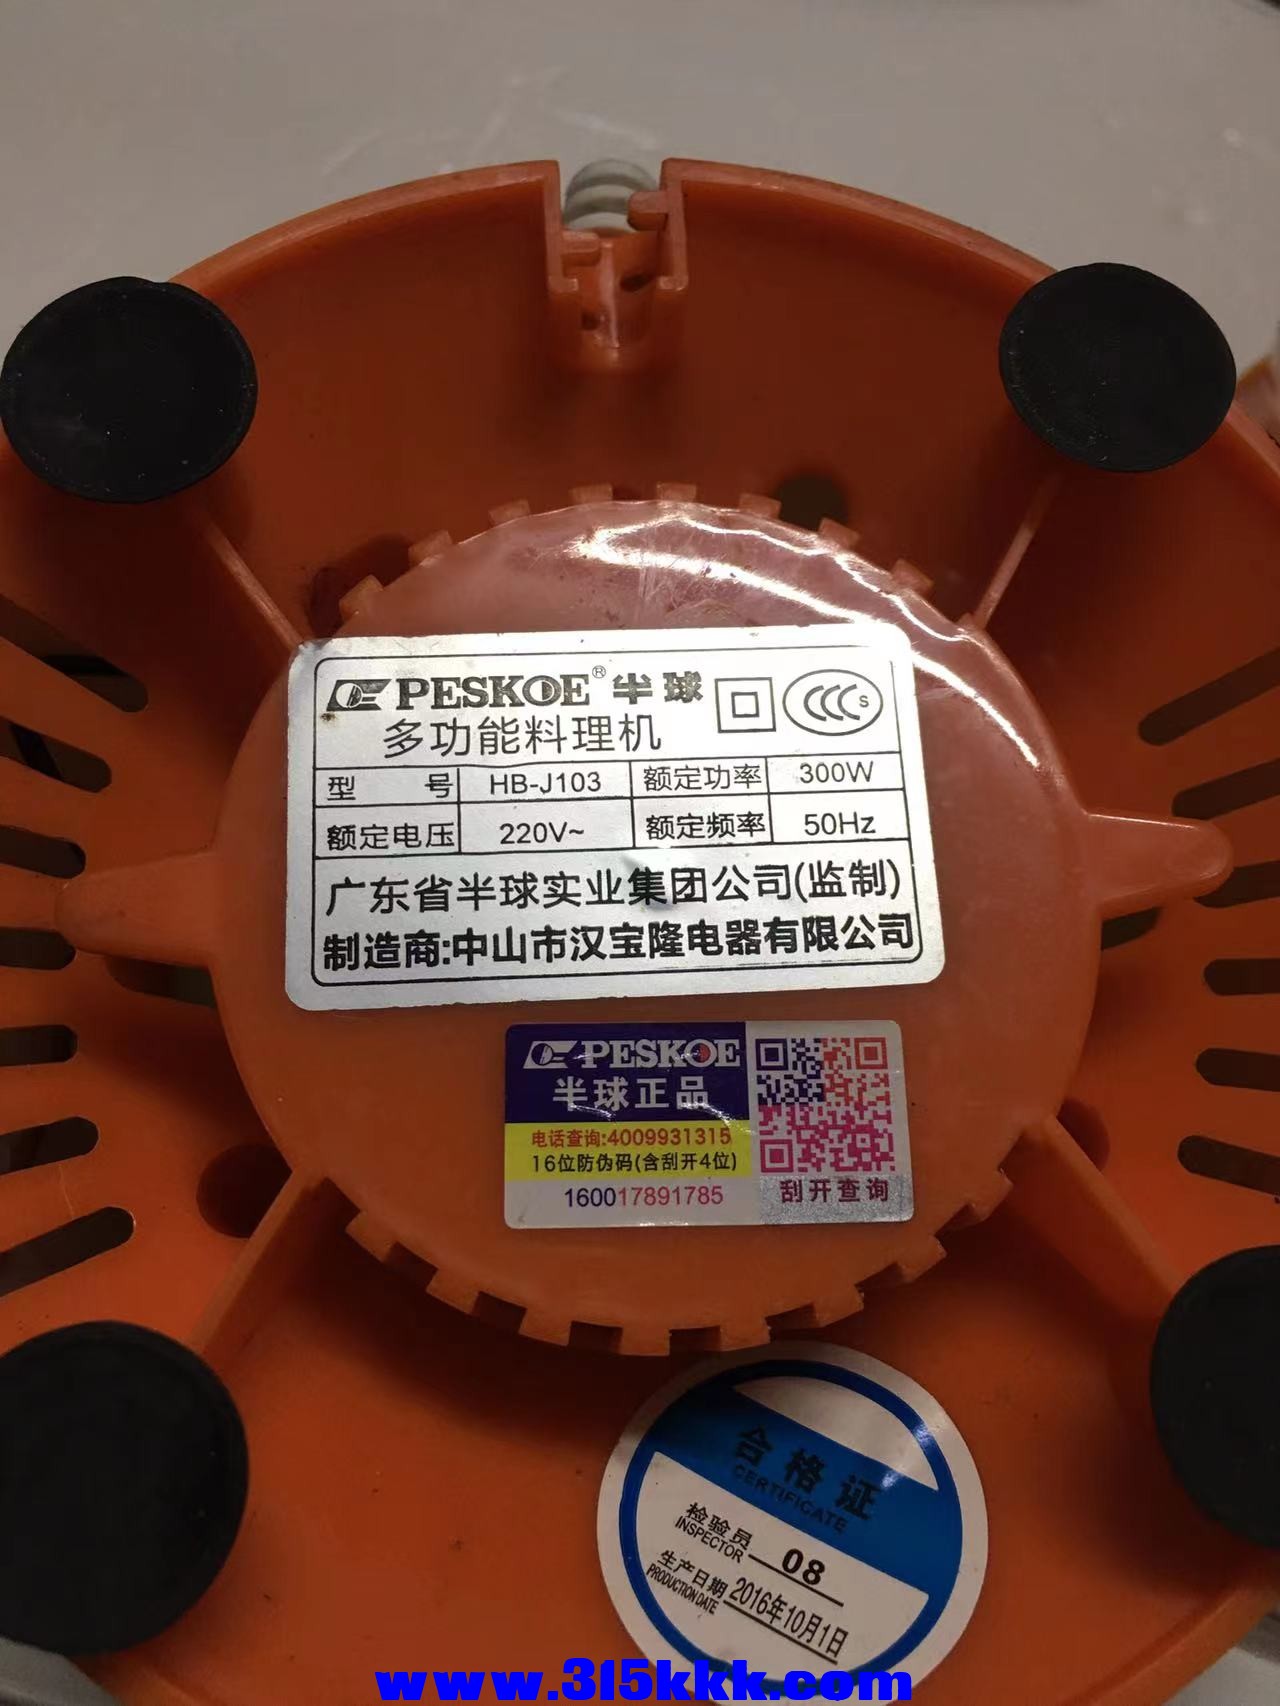 PESKOE® 半球
CCC S
多功能料理机
型 号 HB-J103 额定功率 300W
额定电压 220V~ 额定频率 50Hz
广东省半球实业集团公司(监制)
制造商:中山市汉宝隆电器有限公司
PESKOE
半球正品
电话查询:4009931315
16位防伪码(含刮开4位)
160017891785
刮开查询
合格证
CERTIFICATE
检验员 08
INSPECTOR
生产日期 2016年10月1日
PRODUCTION DATE
www.315kkk.com